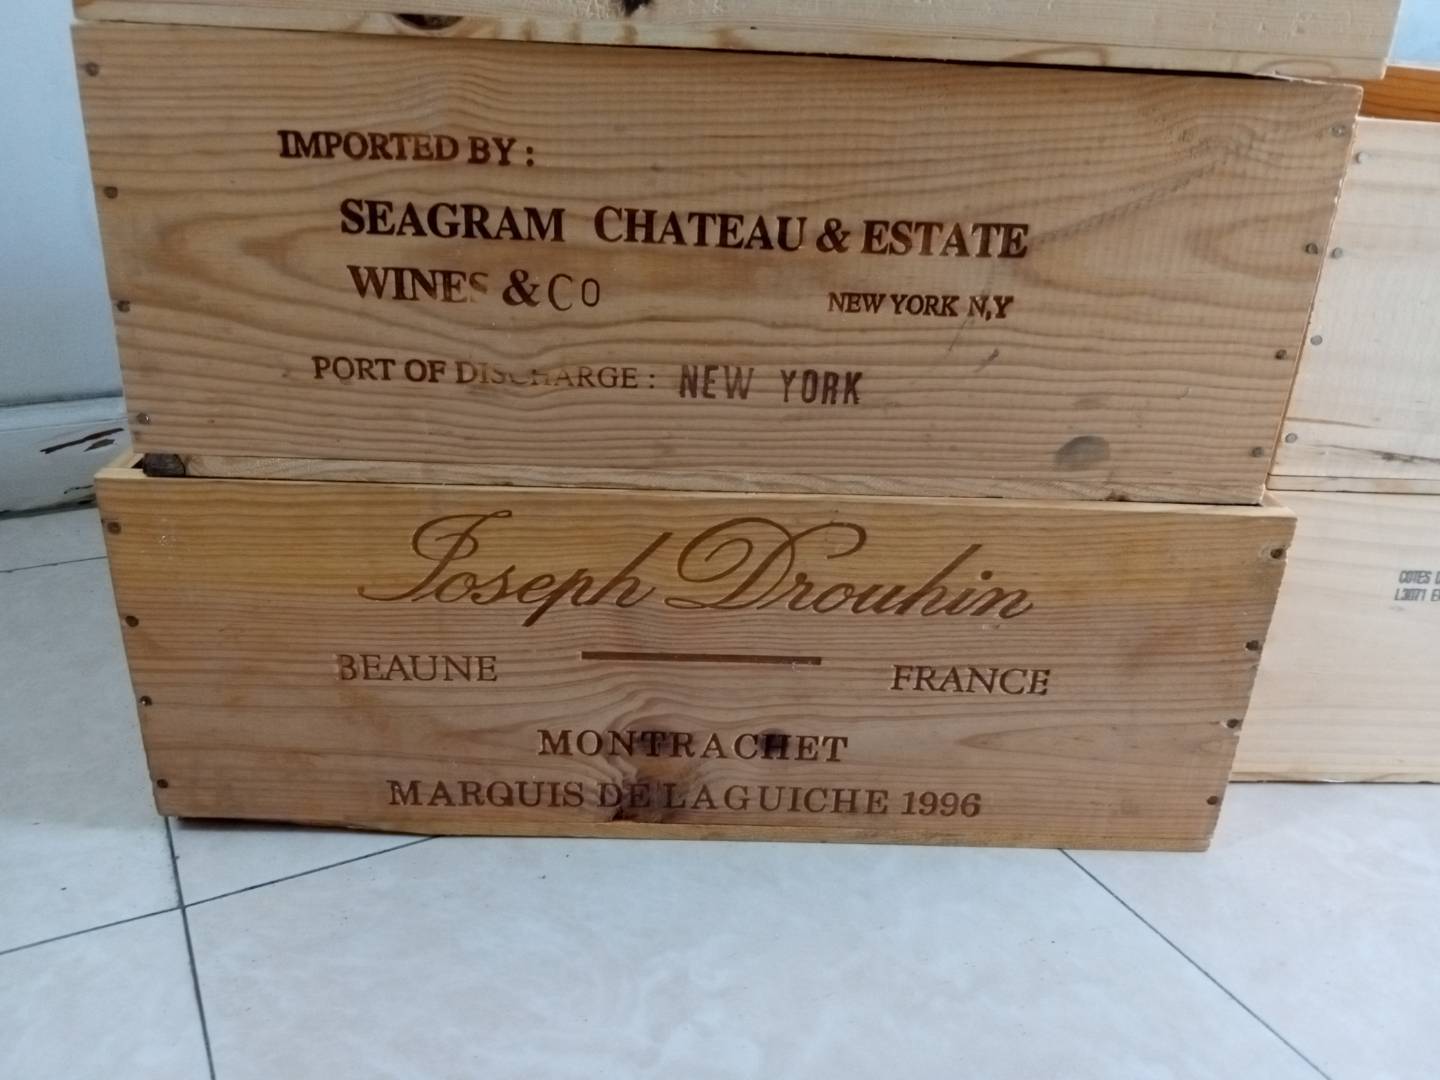 IMPORTED BY :
SEAGRAM CHATEAU & ESTATE
WINES & CO
NEW YORK N,Y
PORT OF DISCHARGE : NEW YORK
Joseph Drouhin
BEAUNE FRANCE
MONTRACHET
MARQUIS DE LAGUICHE 1996
COTES